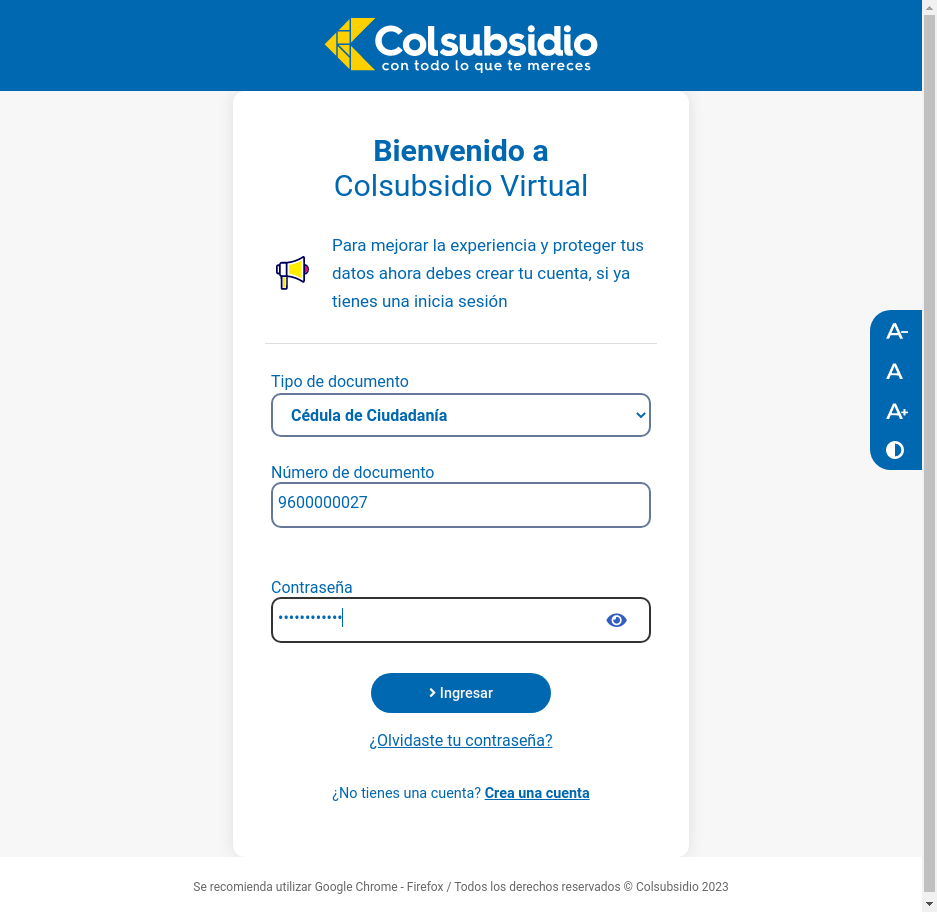 Colsubsidio
con todo lo que te mereces
Bienvenido a
Colsubsidio Virtual
Para mejorar la experiencia y proteger tus
datos ahora debes crear tu cuenta, si ya
tienes una inicia sesión
A-
A
A+
Tipo de documento
Cédula de Ciudadanía
Número de documento
9600000027
Contraseña
••••••••••••
Ingresar
¿Olvidaste tu contraseña?
¿No tienes una cuenta? Crea una cuenta
Se recomienda utilizar Google Chrome - Firefox / Todos los derechos reservados © Colsubsidio 2023